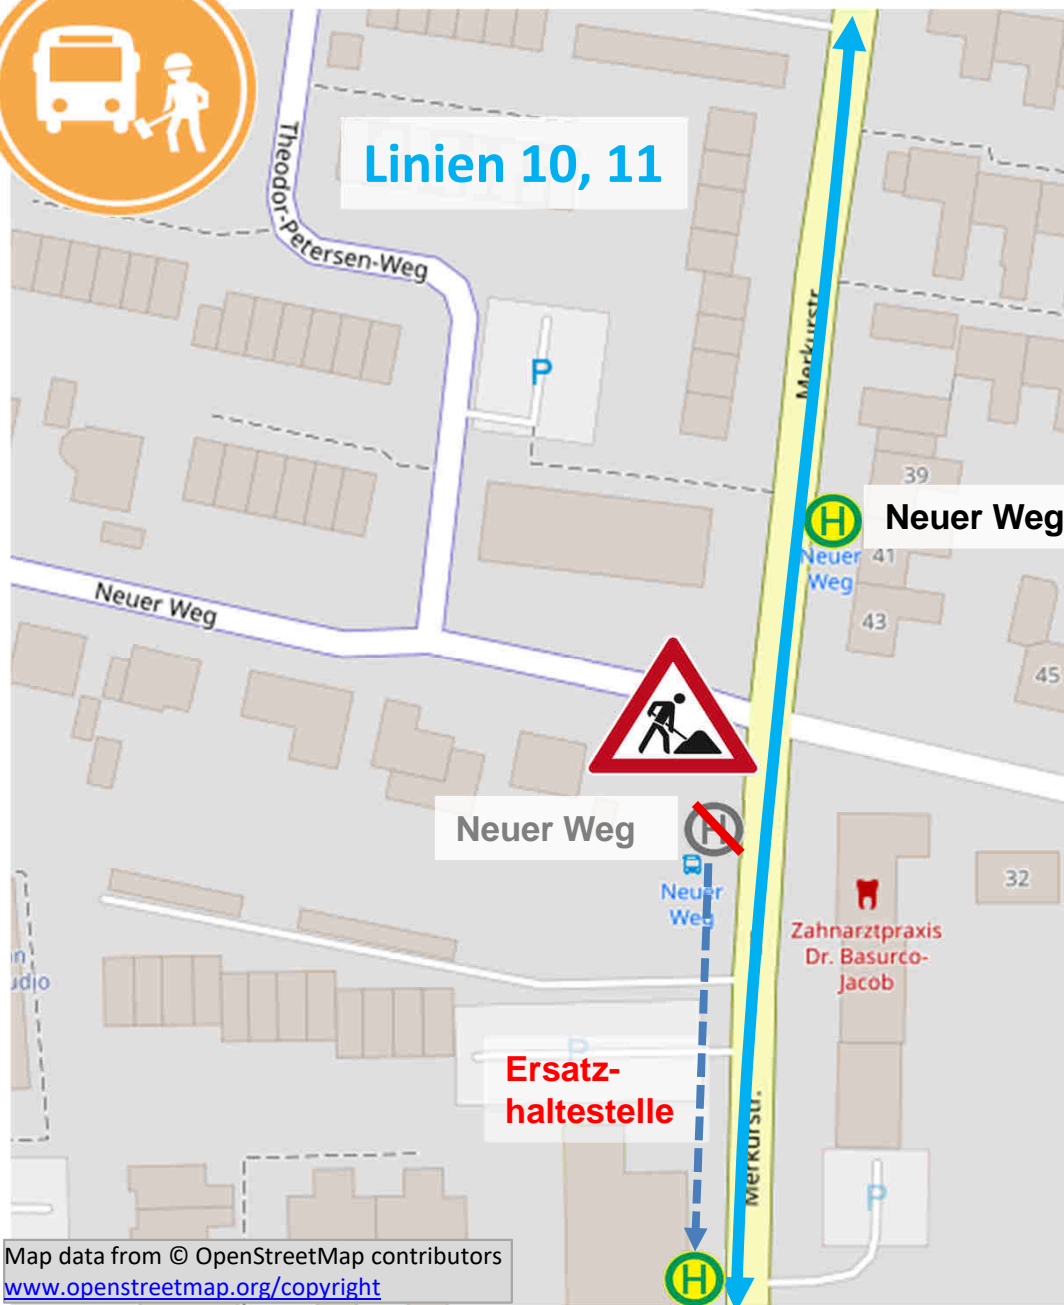 Linien 10, 11
Theodor-Petersen-Weg
P
Merkurstr.
39
H
Neuer Weg
Neuer
Weg
41
43
45
Neuer Weg
Neuer Weg
H
Neuer
Weg
32
Zahnarztpraxis
Dr. Basurco-
Jacob
P
Ersatz-
haltestelle
Merkurstr.
P
H
Map data from © OpenStreetMap contributors
www.openstreetmap.org/copyright